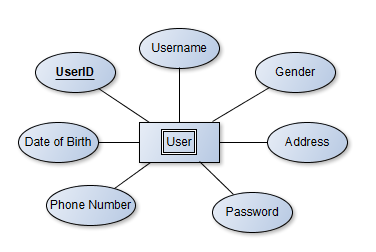 Username
UserID
Gender
Date of Birth
User
Address
Phone Number
Password